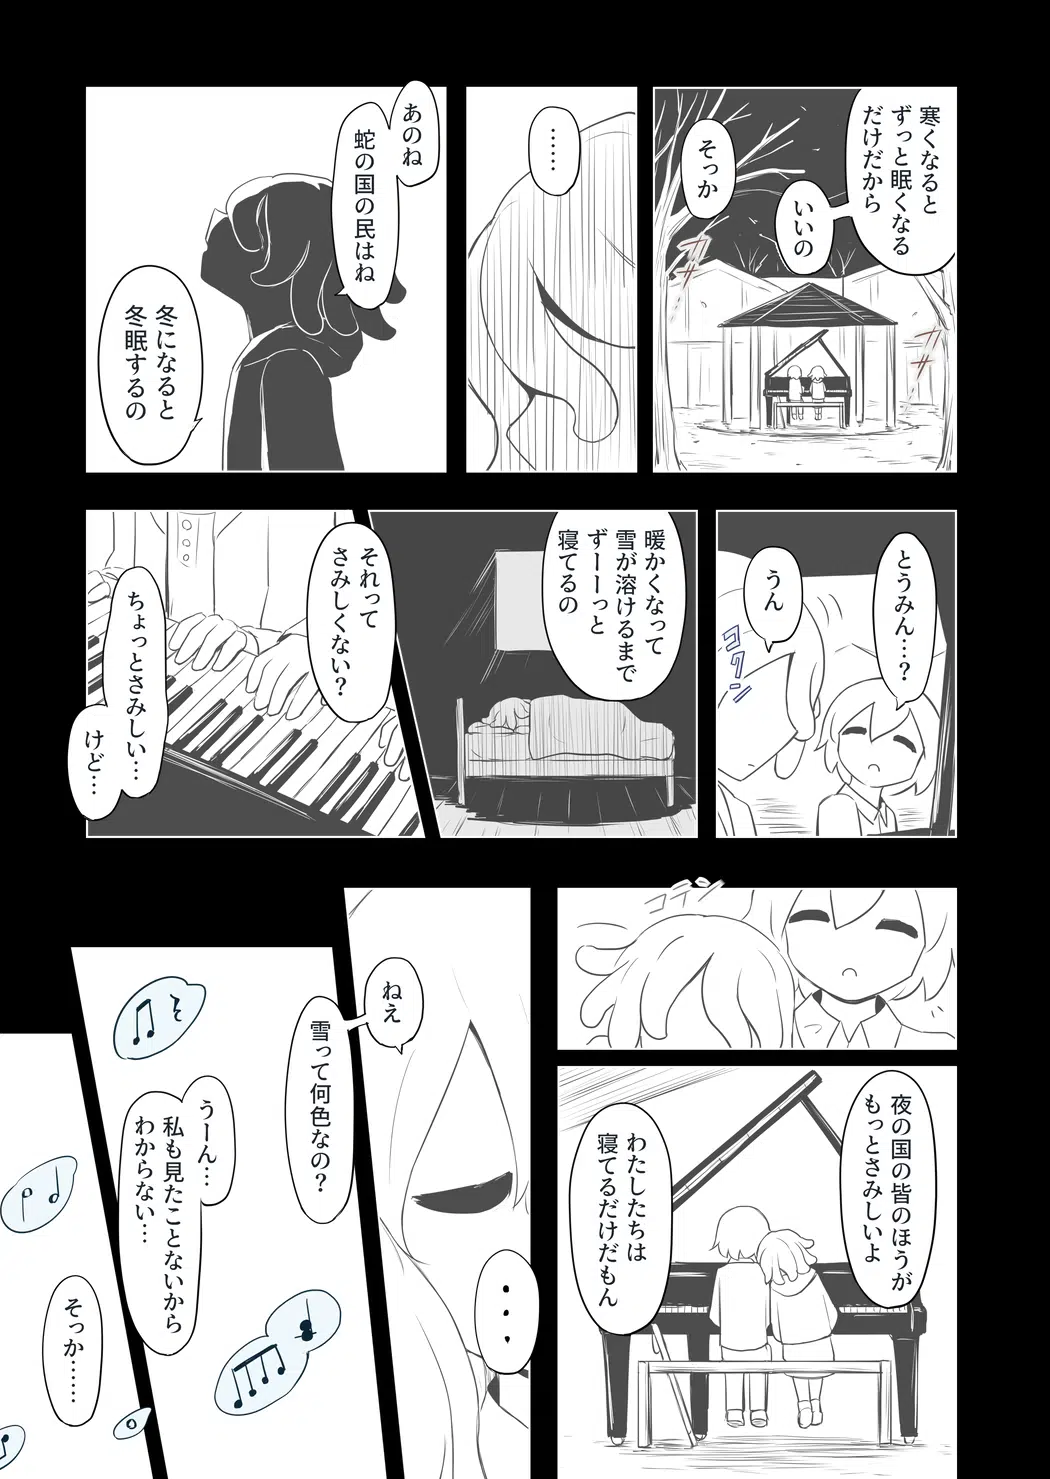 寒くなると
ずっと眠くなる
だけだから
いいの
そっか
……
あのね
蛇の国の民はね
冬になると
冬眠するの
とうみん…?
うん
コクン
暖かくなって
雪が溶けるまで
ずーーっと
寝てるの
それって
さみしくない?
ちょっとさみしい…
けど…
コテン
夜の国の皆のほうが
もっとさみしいよ
わたしたちは
寝てるだけだもん
ねえ
雪って何色なの?
・・・
うーん…
私も見たことないから
わからない…
そっか……